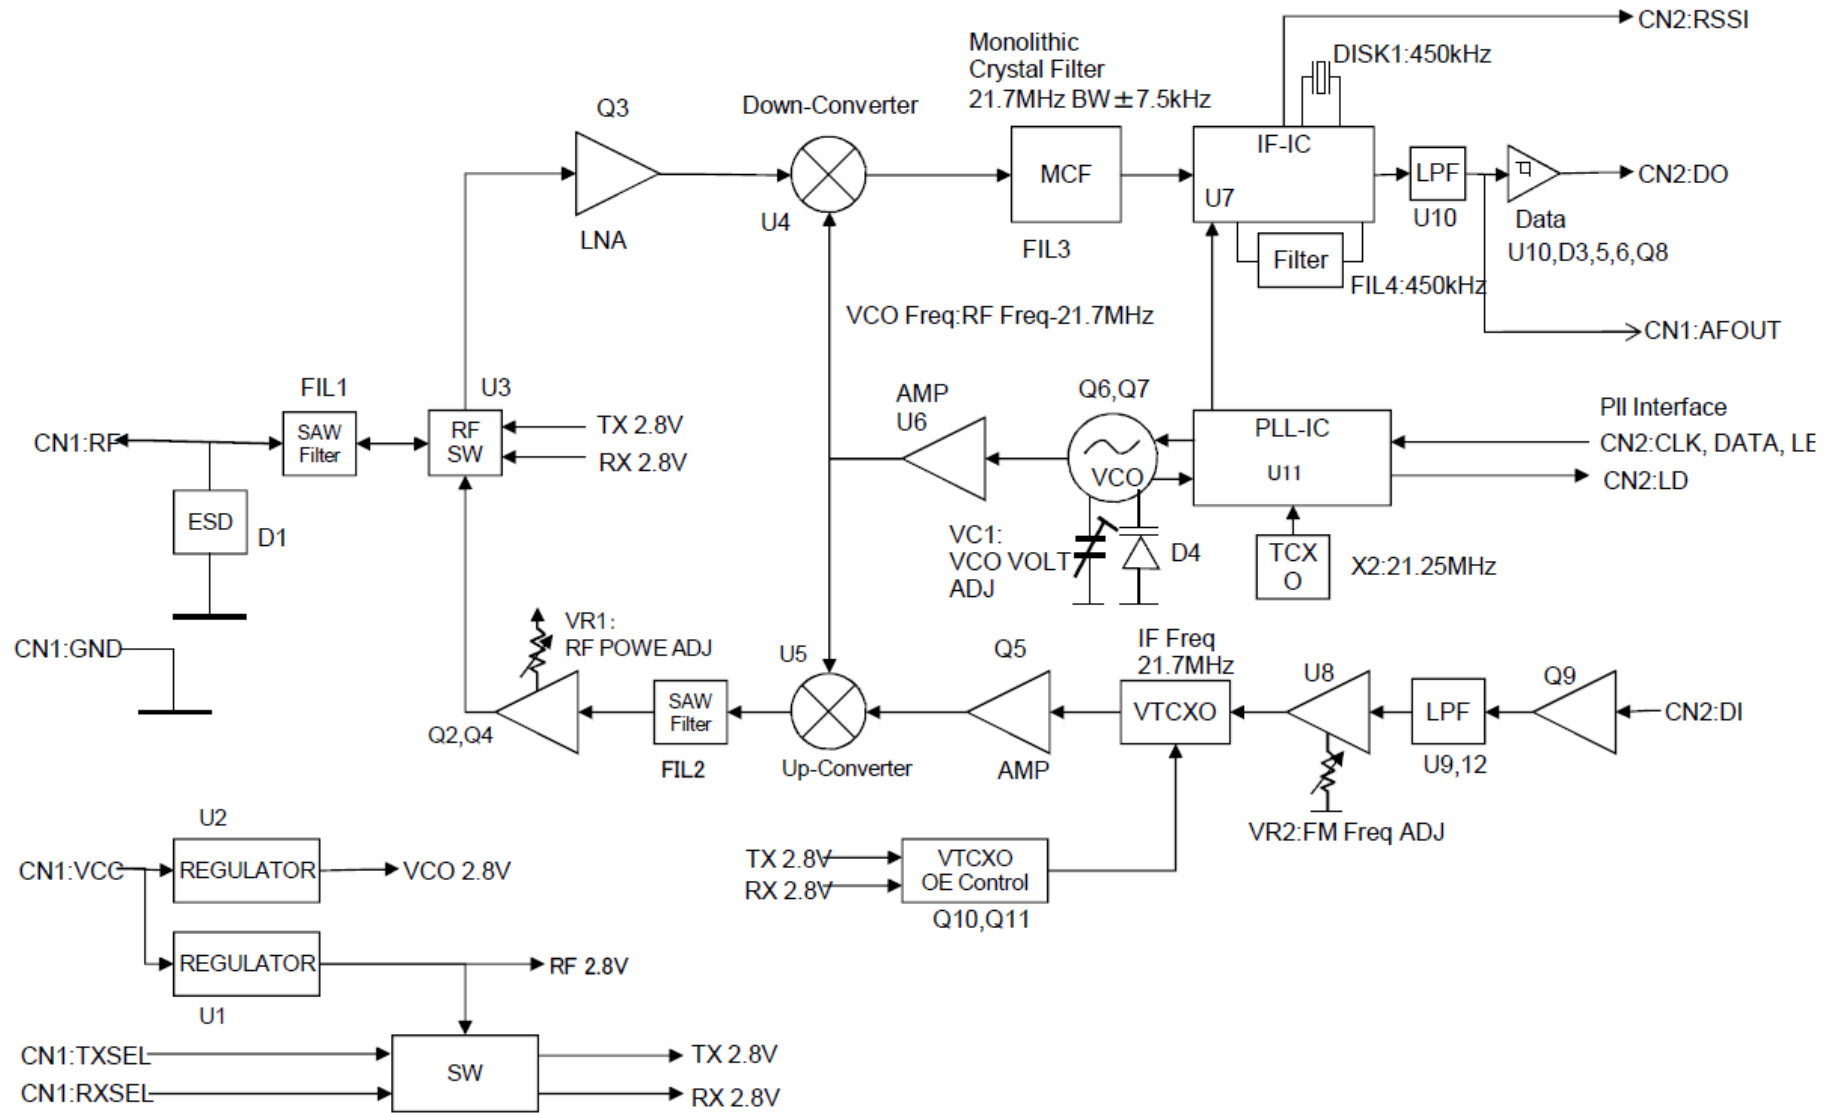 CN2:RSSI
Monolithic
Crystal Filter
21.7MHz BW±7.5kHz
DISK1:450kHz
Q3
Down-Converter
IF-IC
MCF
LPF
CN2:DO
U7
U4
U10
Data
LNA
FIL3
Filter
U10,D3,5,6,Q8
FIL4:450kHz
VCO Freq:RF Freq-21.7MHz
CN1:AFOUT
FIL1
U3
AMP
U6
Q6,Q7
Pll Interface
CN1:RF
SAW
Filter
RF
SW
TX 2.8V
RX 2.8V
PLL-IC
U11
CN2:CLK, DATA, LE
VCO
CN2:LD
ESD
D1
VC1:
VCO VOLT
ADJ
D4
TCX
O
X2:21.25MHz
CN1:GND
VR1:
RF POWE ADJ
U5
Q5
IF Freq
21.7MHz
U8
Q9
SAW
Filter
VTCXO
LPF
CN2:DI
Q2,Q4
FIL2
Up-Converter
AMP
U9,12
VR2:FM Freq ADJ
U2
CN1:VCC
REGULATOR
VCO 2.8V
TX 2.8V
RX 2.8V
VTCXO
OE Control
Q10,Q11
REGULATOR
RF 2.8V
U1
CN1:TXSEL
CN1:RXSEL
SW
TX 2.8V
RX 2.8V